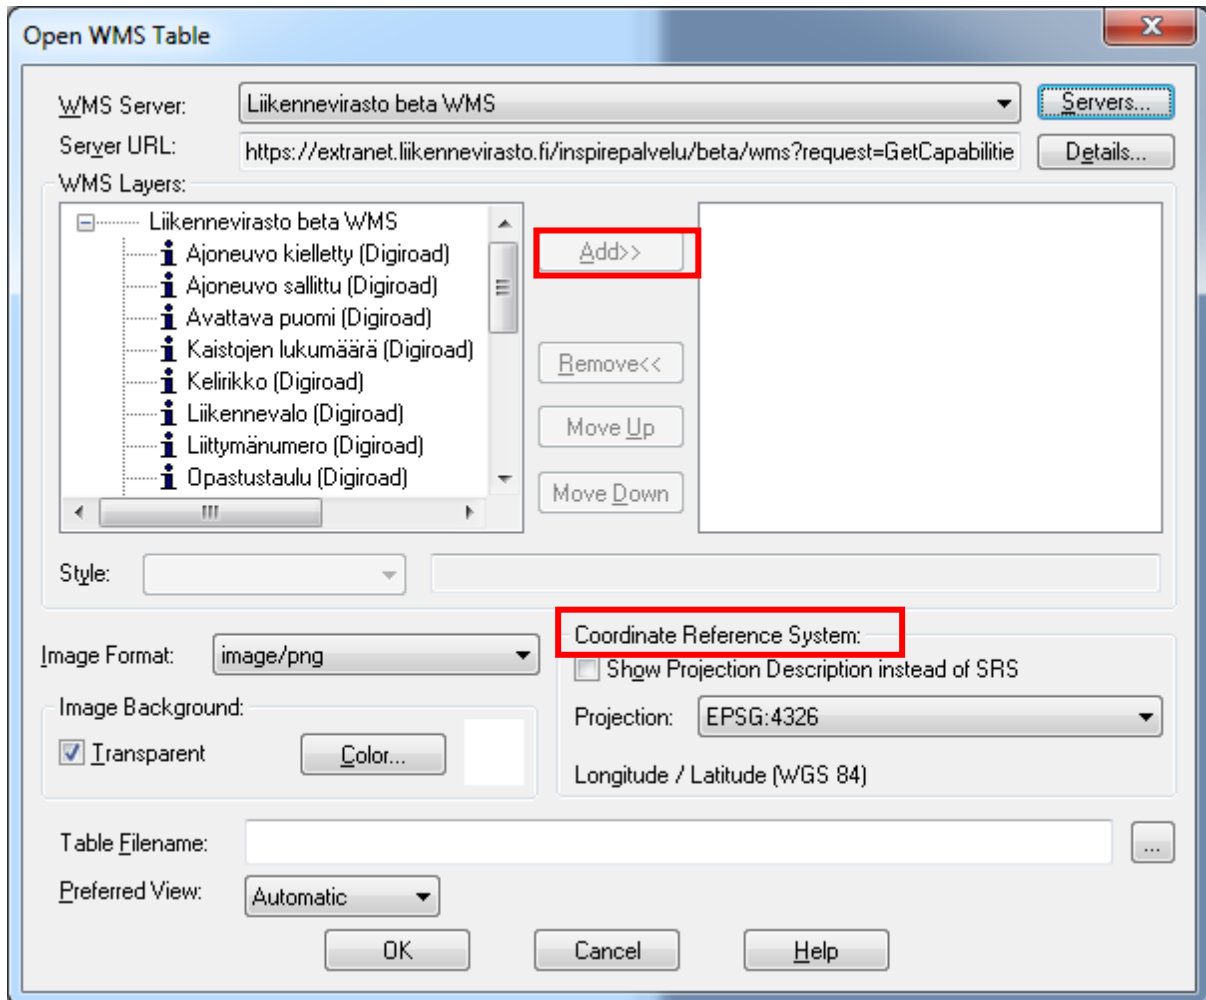 Open WMS Table
WMS Server: Liikennevirasto beta WMS Servers...
Server URL: https://extranet.liikennevirasto.fi/inspirepalvelu/beta/wms?request=GetCapabilitie Details...
WMS Layers:
Liikennevirasto beta WMS
Ajoneuvo kielletty (Digiroad)
Ajoneuvo sallittu (Digiroad)
Avattava puomi (Digiroad)
Kaistojen lukumäärä (Digiroad)
Kelirikko (Digiroad)
Liikennevalo (Digiroad)
Liittymänumero (Digiroad)
Opastustaulu (Digiroad)
Add>>
Remove<<
Move Up
Move Down
Style:
Image Format: image/png
Image Background:
Transparent Color...
Coordinate Reference System:
Show Projection Description instead of SRS
Projection: EPSG:4326
Longitude / Latitude (WGS 84)
Table Filename: ...
Preferred View: Automatic
OK Cancel Help